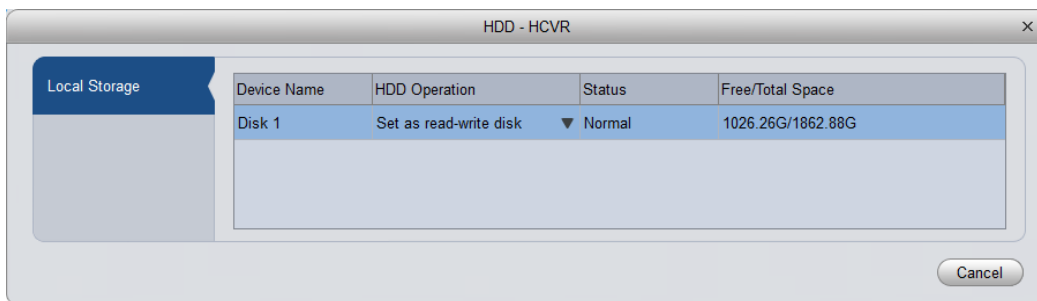 HDD - HCVR
Local Storage
Device Name HDD Operation Status Free/Total Space
Disk 1 Set as read-write disk Normal 1026.26G/1862.88G
Cancel